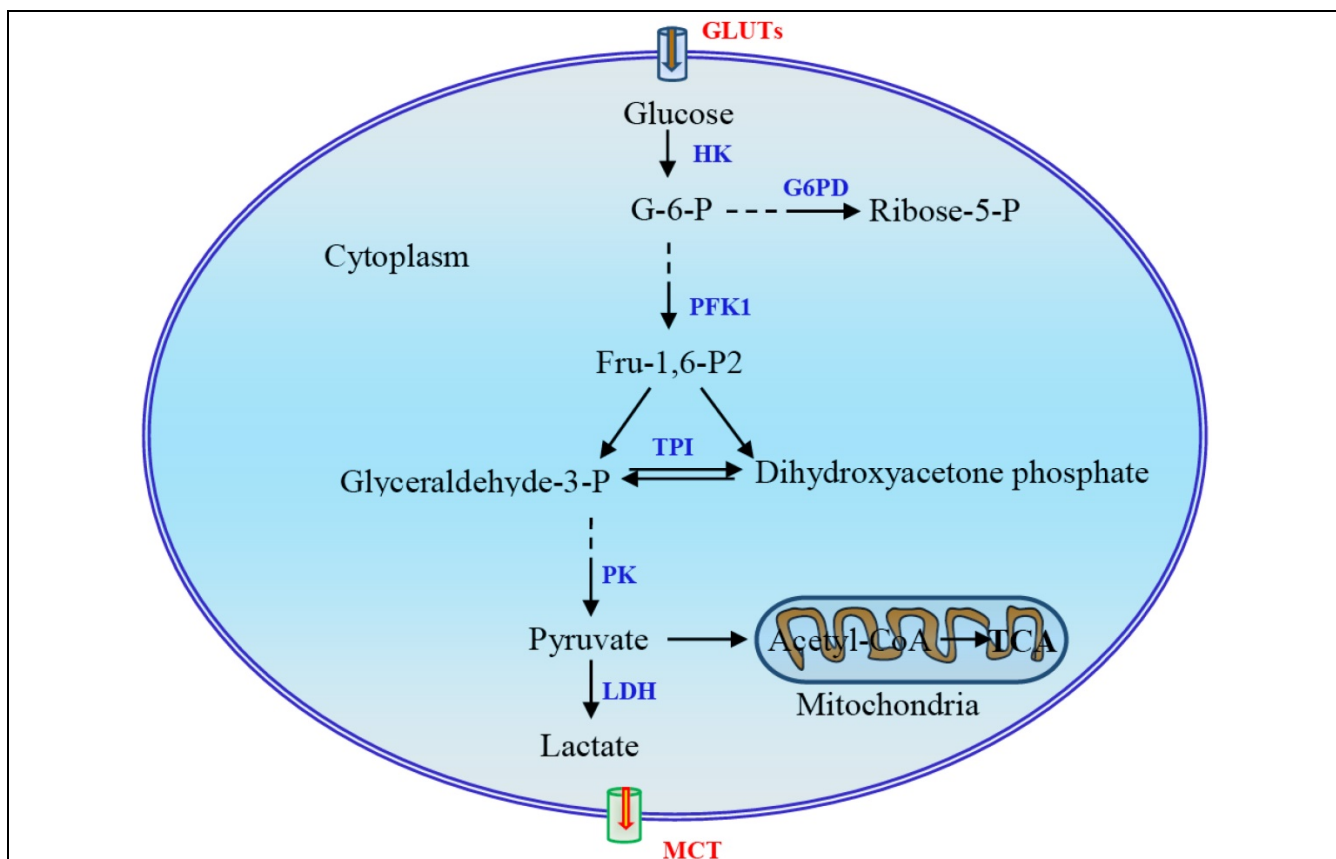 GLUTs
Glucose
HK
G6PD
G-6-P
Ribose-5-P
Cytoplasm
PFK1
Fru-1,6-P2
TPI
Glyceraldehyde-3-P
Dihydroxyacetone phosphate
PK
Pyruvate
Acetyl-CoA
TCA
LDH
Mitochondria
Lactate
MCT